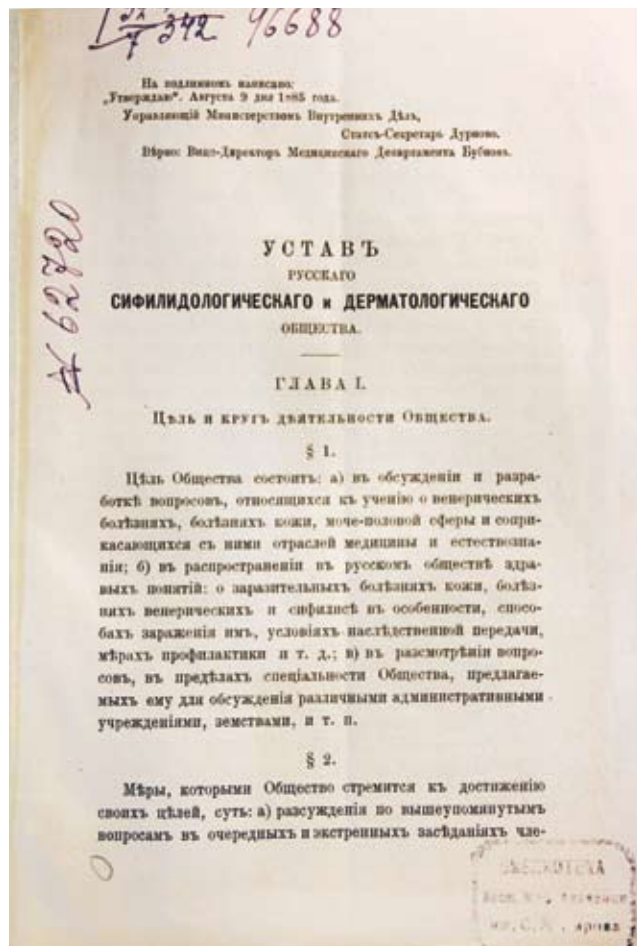 1 32/7 342 96688
На подлинномъ написано:
„Утверждаю“. Августа 9 дня 1885 года.
Управляющій Министерствомъ Внутреннихъ Дѣлъ,
Статсъ-Секретарь Дурново.
Вѣрно: Вице-Директоръ Медицинскаго Департамента Бубновъ.
№ 62720
УСТАВЪ
РУССКАГО
СИФИЛИДОЛОГИЧЕСКАГО и ДЕРМАТОЛОГИЧЕСКАГО
ОБЩЕСТВА.
ГЛАВА I.
Цѣль и кругъ дѣятельности Общества.
§ 1.
Цѣль Общества состоитъ: а) въ обсужденіи и разра-
боткѣ вопросовъ, относящихся къ ученію о венерическихъ
болѣзняхъ, болѣзняхъ кожи, моче-половой сферы и сопри-
касающихся съ ними отраслей медицины и естествозна-
нія; б) въ распространеніи въ русскомъ обществѣ здра-
выхъ понятій: о заразительныхъ болѣзняхъ кожи, болѣз-
няхъ венерическихъ и сифилисѣ въ особенности, спосо-
бахъ зараженія имъ, условіяхъ наслѣдственной передачи,
мѣрахъ профилактики и т. д.; в) въ разсмотрѣніи вопро-
совъ, въ предѣлахъ спеціальности Общества, предлагае-
мыхъ ему для обсужденія различными административными
учрежденіями, земствами, и т. п.
§ 2.
Мѣры, которыми Общество стремится къ достиженію
своихъ цѣлей, суть: а) разсужденія по вышеупомянутымъ
вопросамъ въ очередныхъ и экстренныхъ засѣданіяхъ чле-
БИБЛИОТЕКА